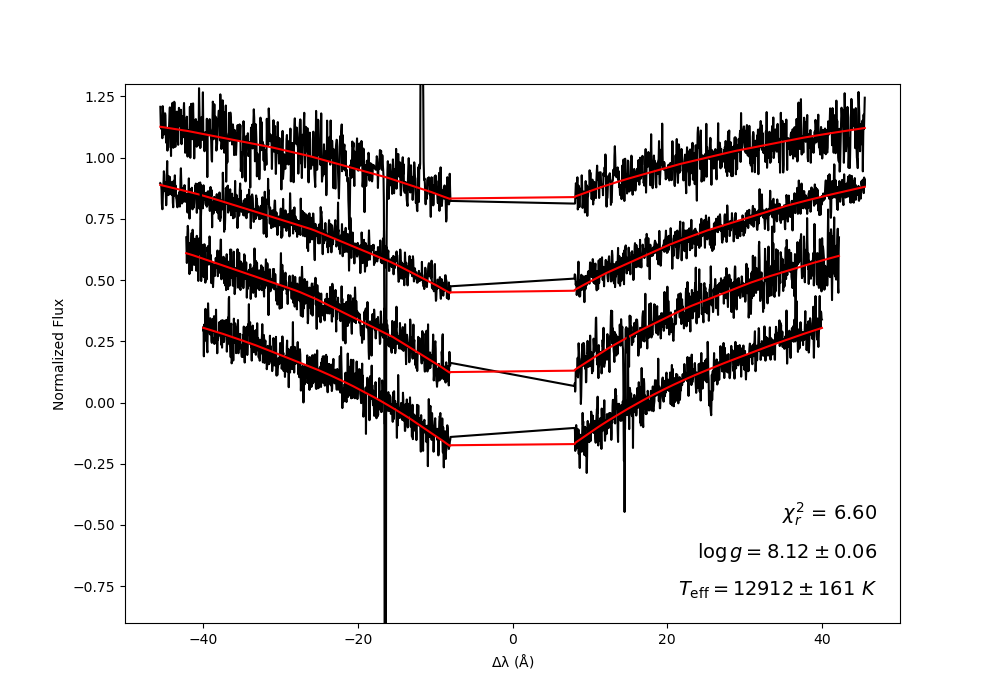 1.25
1.00
0.75
0.50
0.25
0.00
−0.25
−0.50
−0.75
Normalized Flux
χ²ᵣ = 6.60
log g = 8.12 ± 0.06
T_eff = 12912 ± 161 K
−40
−20
0
20
40
Δλ (Å)